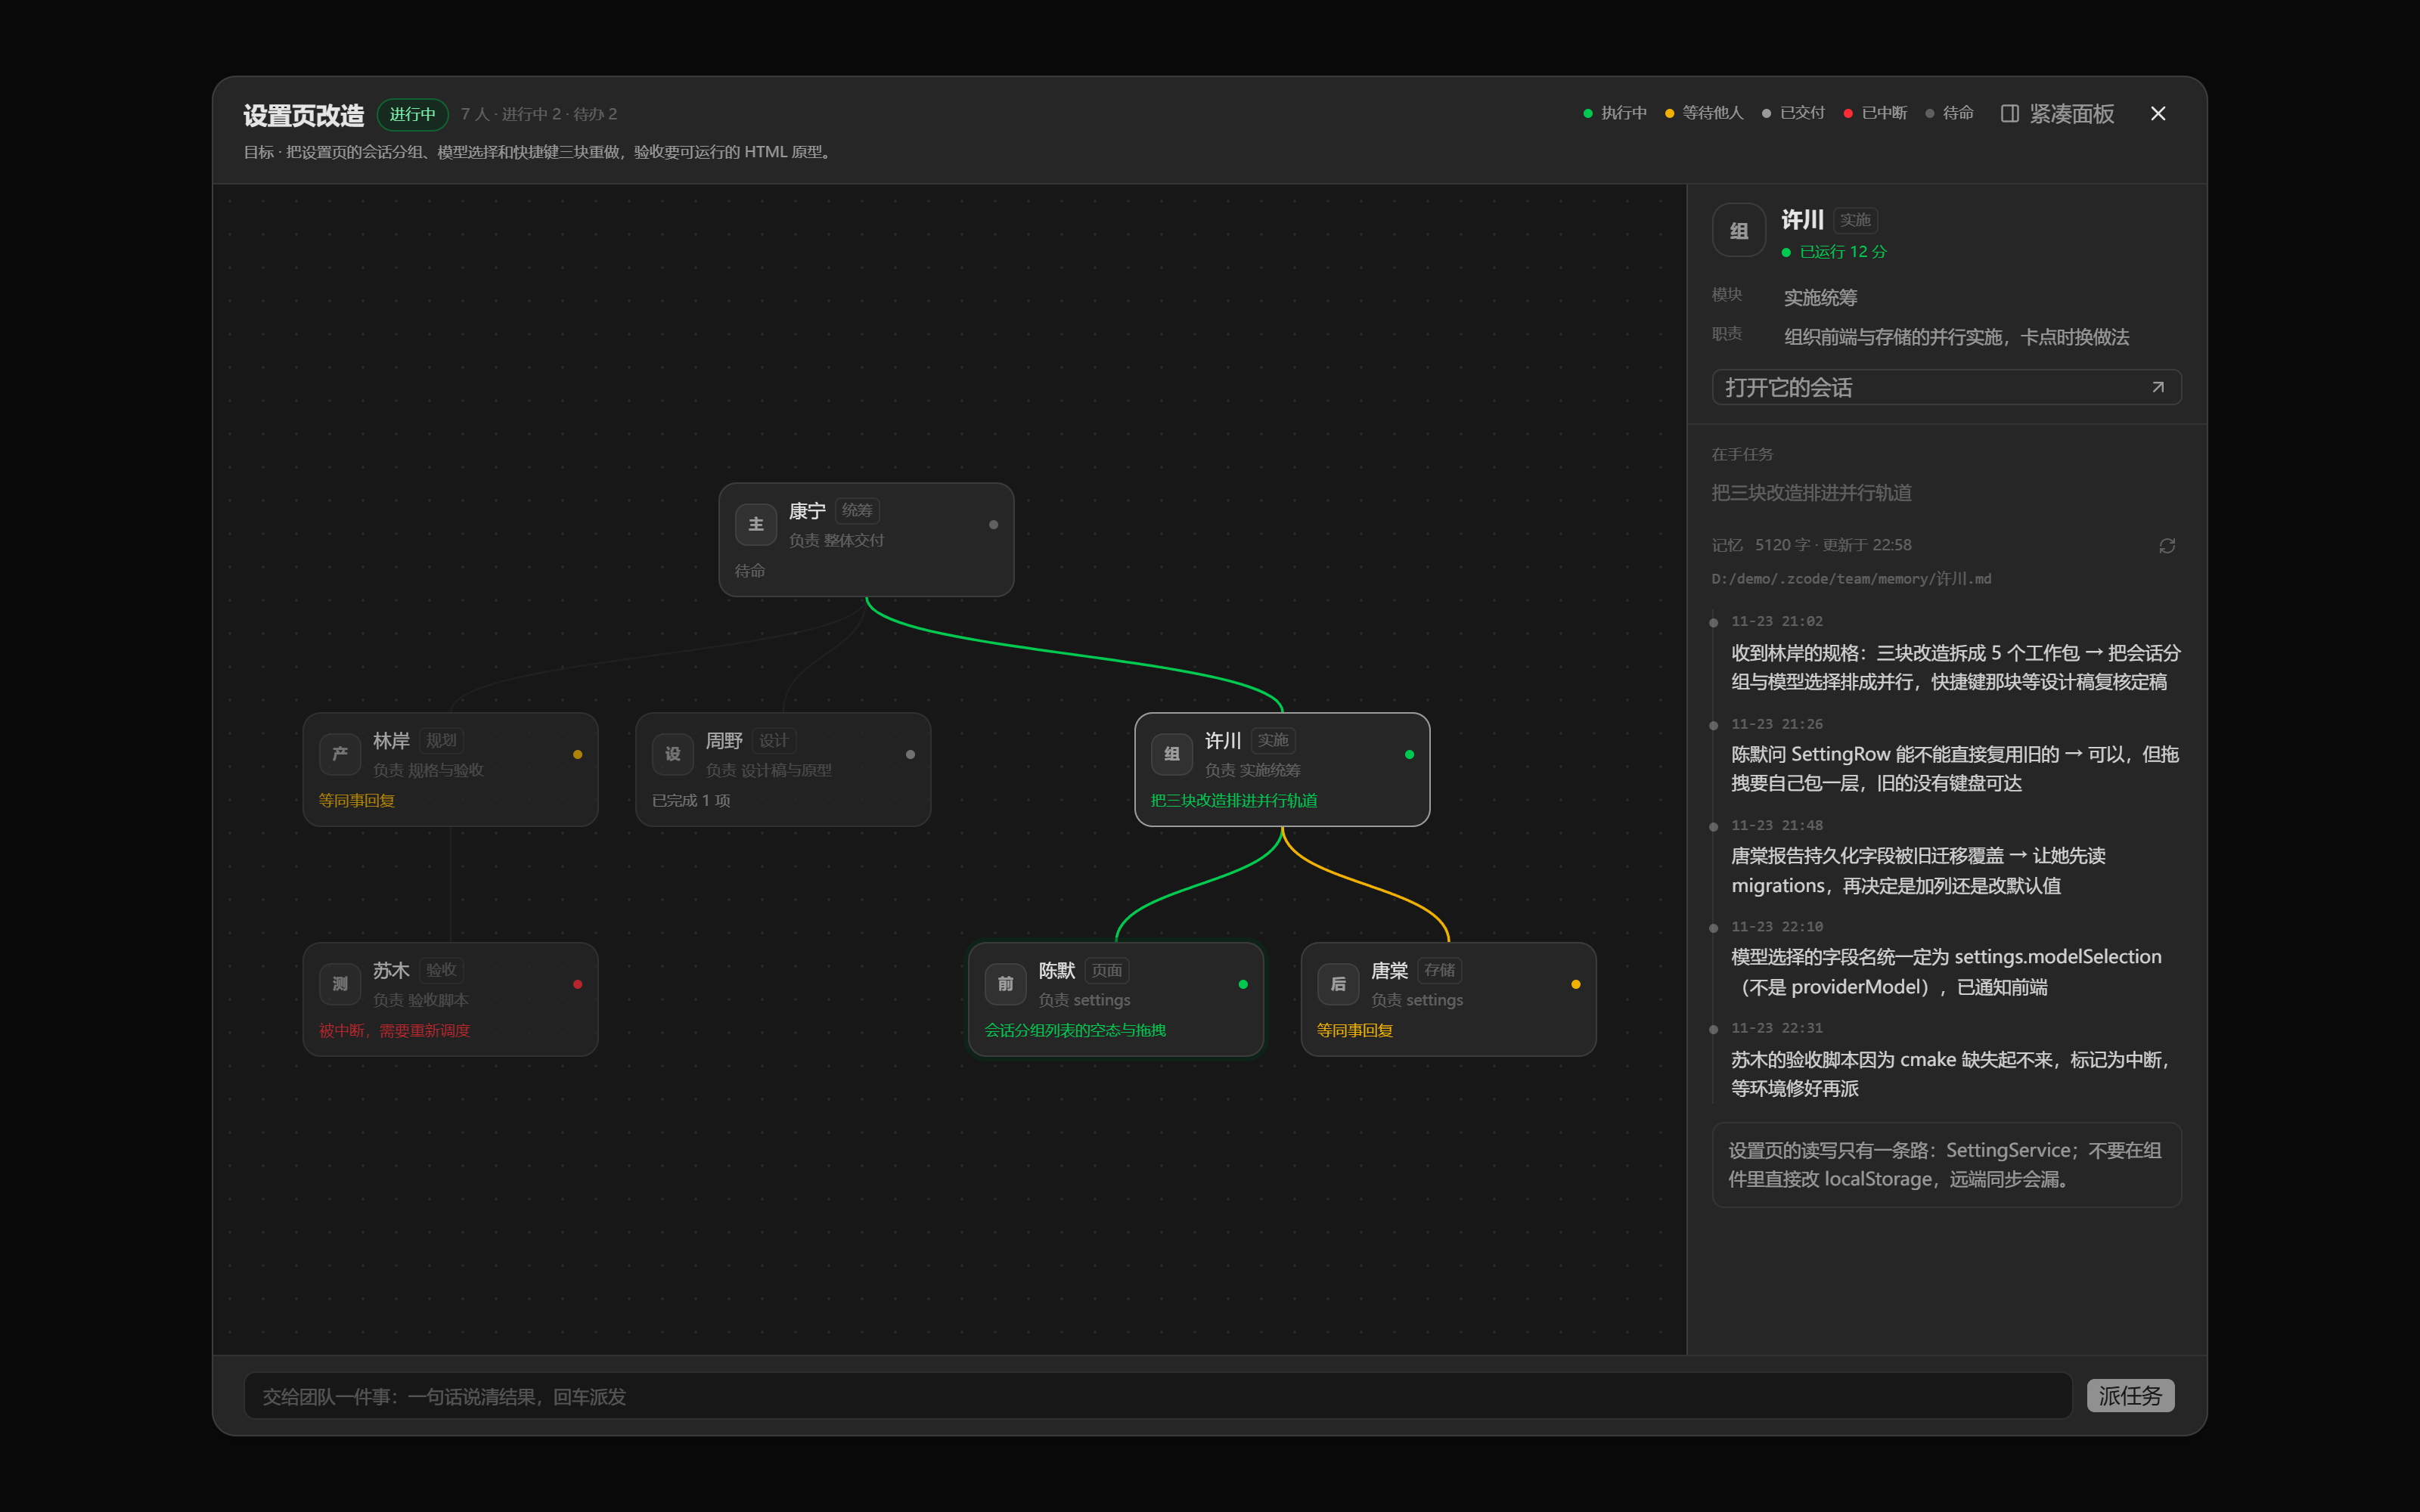 设置页改造 进行中 7 人 · 进行中 2 · 待办 2
执行中 等待他人 已交付 已中断 待命 紧凑面板
目标 · 把设置页的会话分组、模型选择和快捷键三块重做，验收要可运行的 HTML 原型。
主 康宁 统筹
负责 整体交付
待命
产 林岸 规划
负责 规格与验收
等同事回复
设 周野 设计
负责 设计稿与原型
已完成 1 项
组 许川 实施
负责 实施统筹
把三块改造排进并行轨道
测 苏木 验收
负责 验收脚本
被中断，需要重新调度
前 陈默 页面
负责 settings
会话分组列表的空态与拖拽
后 唐棠 存储
负责 settings
等同事回复
组 许川 实施
已运行 12 分
模块 实施统筹
职责 组织前端与存储的并行实施，卡点时换做法
打开它的会话
在手任务
把三块改造排进并行轨道
记忆 5120 字 · 更新于 22:58
D:/demo/.zcode/team/memory/许川.md
11-23 21:02
收到林岸的规格：三块改造拆成 5 个工作包 → 把会话分
组与模型选择排成并行，快捷键那块等设计稿复核定稿
11-23 21:26
陈默问 SettingRow 能不能直接复用旧的 → 可以，但拖
拽要自己包一层，旧的没有键盘可达
11-23 21:48
唐棠报告持久化字段被旧迁移覆盖 → 让她先读
migrations，再决定是加列还是改默认值
11-23 22:10
模型选择的字段名统一定为 settings.modelSelection
（不是 providerModel），已通知前端
11-23 22:31
苏木的验收脚本因为 cmake 缺失起不来，标记为中断，
等环境修好再派
设置页的读写只有一条路：SettingService；不要在组
件里直接改 localStorage，远端同步会漏。
交给团队一件事：一句话说清结果，回车派发
派任务